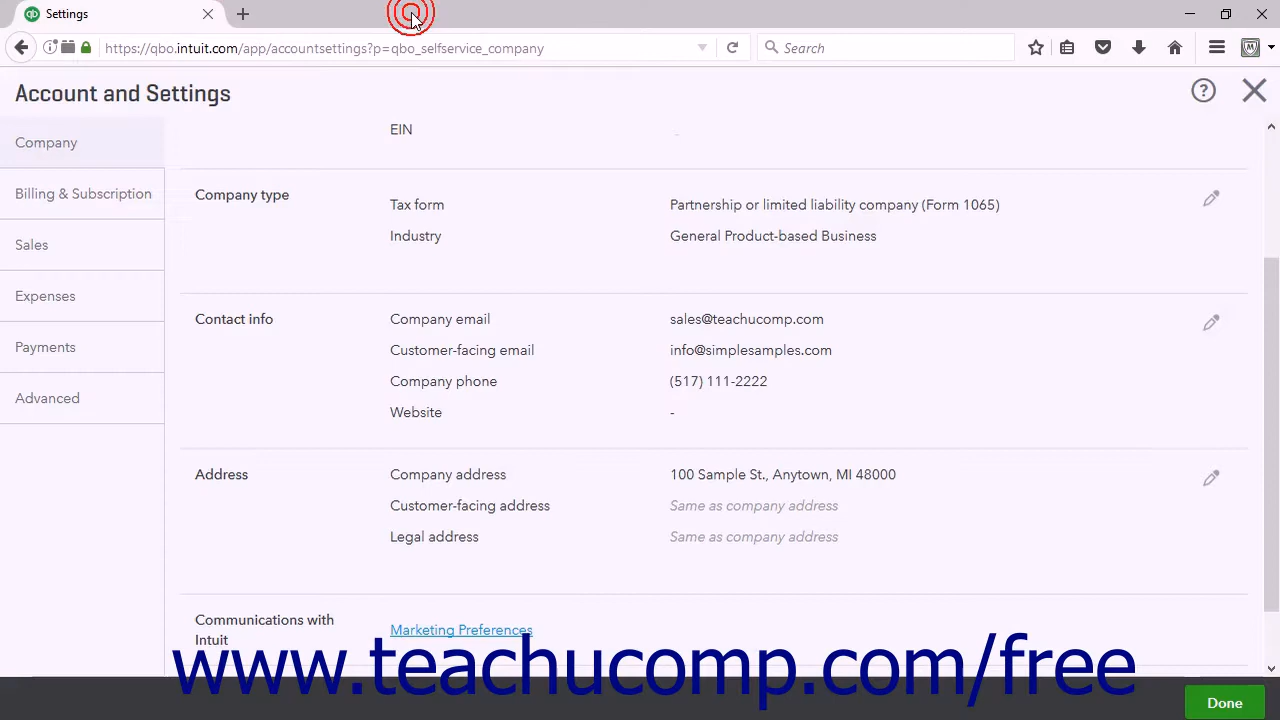 Settings
https://qbo.intuit.com/app/accountsettings?p=qbo_selfservice_company
Search
Account and Settings
?
Company
Billing & Subscription
Sales
Expenses
Payments
Advanced
EIN -
Company type
Tax form Partnership or limited liability company (Form 1065)
Industry General Product-based Business
Contact info Company email sales@teachucomp.com
Customer-facing email info@simplesamples.com
Company phone (517) 111-2222
Website -
Address Company address 100 Sample St., Anytown, MI 48000
Customer-facing address Same as company address
Legal address Same as company address
Communications with
Intuit
Marketing Preferences
www.teachucomp.com/free
Done